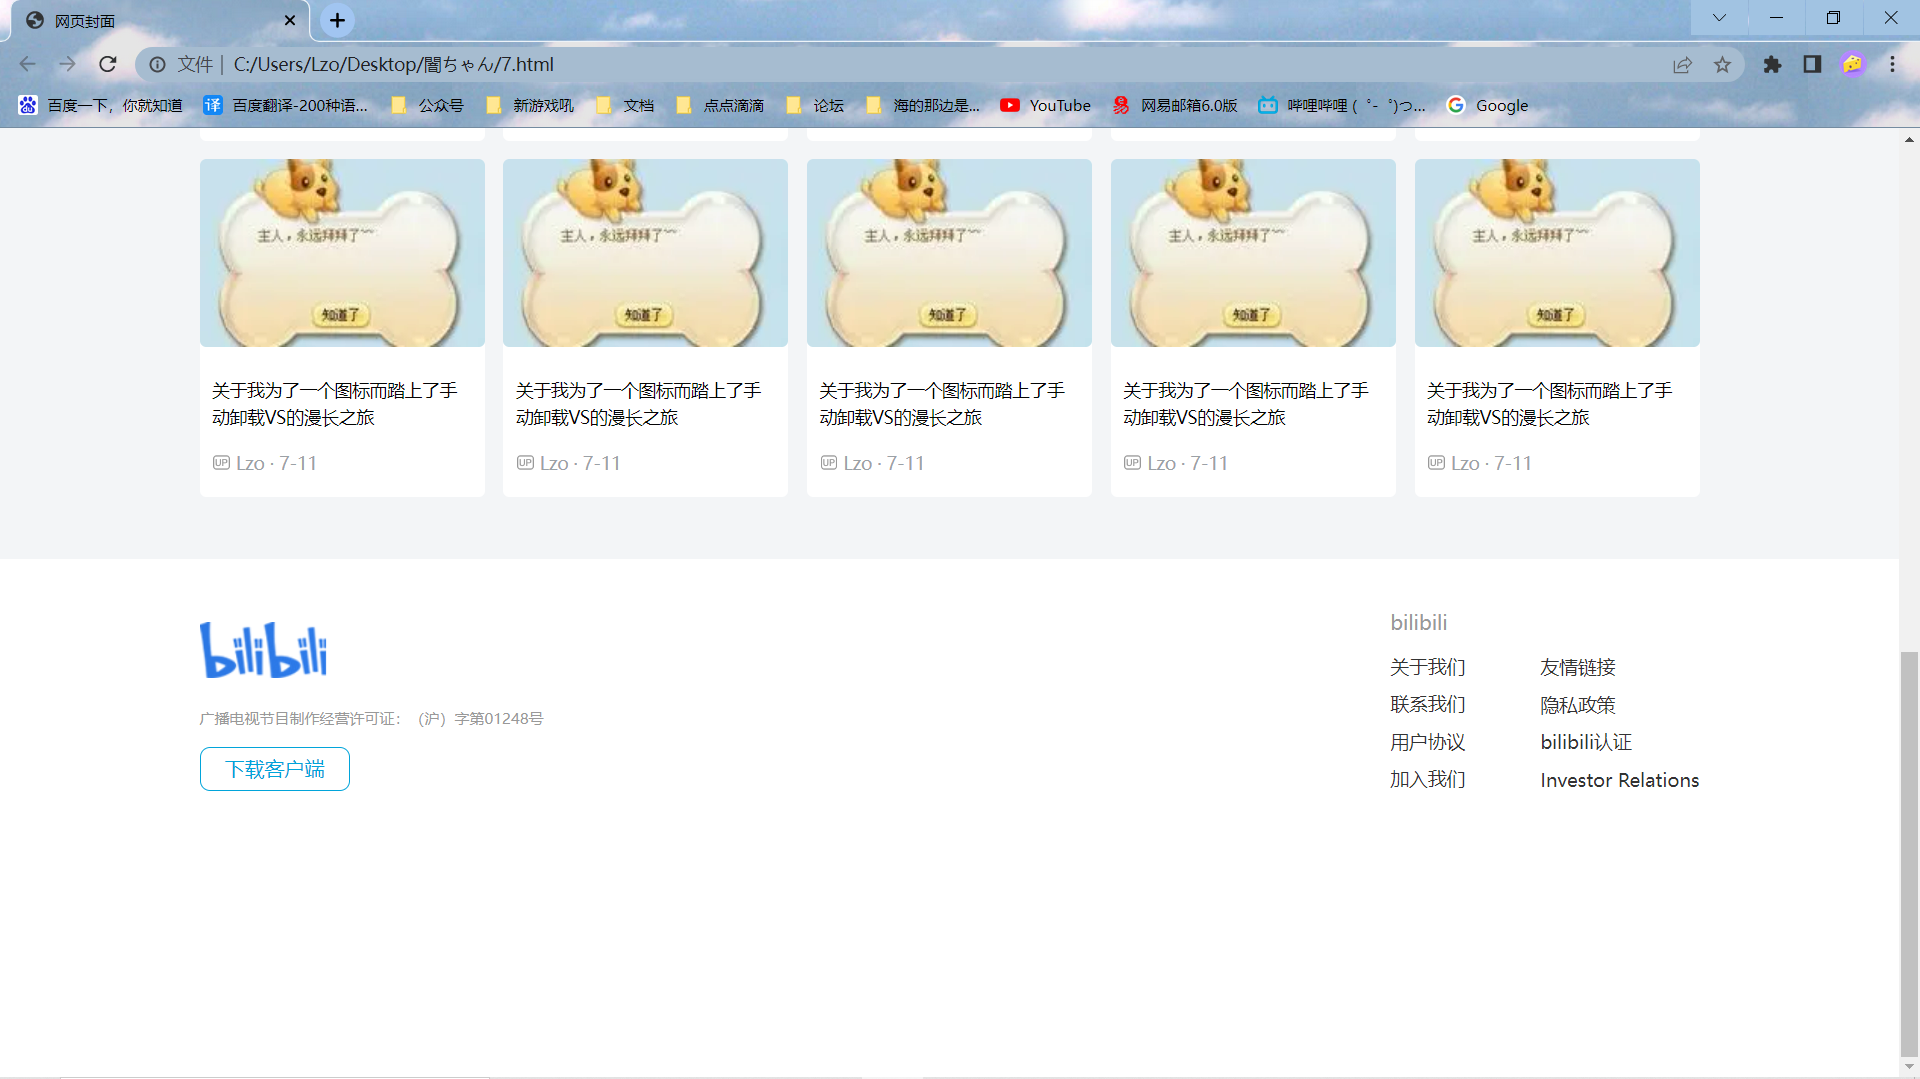 网页封面
文件 | C:/Users/Lzo/Desktop/闇ちゃん/7.html
百度一下，你就知道 译 百度翻译-200种语... 公众号 新游戏吼 文档 点点滴滴 论坛 海的那边是... YouTube 网易邮箱6.0版 哔哩哔哩 (゜-゜)つ... Google
主人，永远拜拜了~~ 主人，永远拜拜了~~ 主人，永远拜拜了~~ 主人，永远拜拜了~~ 主人，永远拜拜了~~
知道了 知道了 知道了 知道了 知道了
关于我为了一个图标而踏上了手 关于我为了一个图标而踏上了手 关于我为了一个图标而踏上了手 关于我为了一个图标而踏上了手 关于我为了一个图标而踏上了手
动卸载VS的漫长之旅 动卸载VS的漫长之旅 动卸载VS的漫长之旅 动卸载VS的漫长之旅 动卸载VS的漫长之旅
UP Lzo · 7-11 UP Lzo · 7-11 UP Lzo · 7-11 UP Lzo · 7-11 UP Lzo · 7-11
bilibili
广播电视节目制作经营许可证：（沪）字第01248号
下载客户端
bilibili
关于我们 友情链接
联系我们 隐私政策
用户协议 bilibili认证
加入我们 Investor Relations